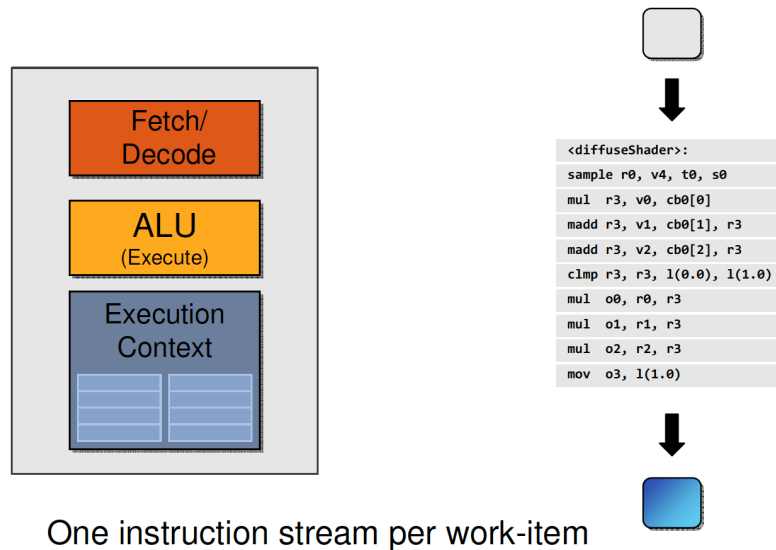 Fetch/
Decode
ALU
(Execute)
Execution
Context
<diffuseShader>:
sample r0, v4, t0, s0
mul  r3, v0, cb0[0]
madd r3, v1, cb0[1], r3
madd r3, v2, cb0[2], r3
clmp r3, r3, l(0.0), l(1.0)
mul  o0, r0, r3
mul  o1, r1, r3
mul  o2, r2, r3
mov  o3, l(1.0)
One instruction stream per work-item